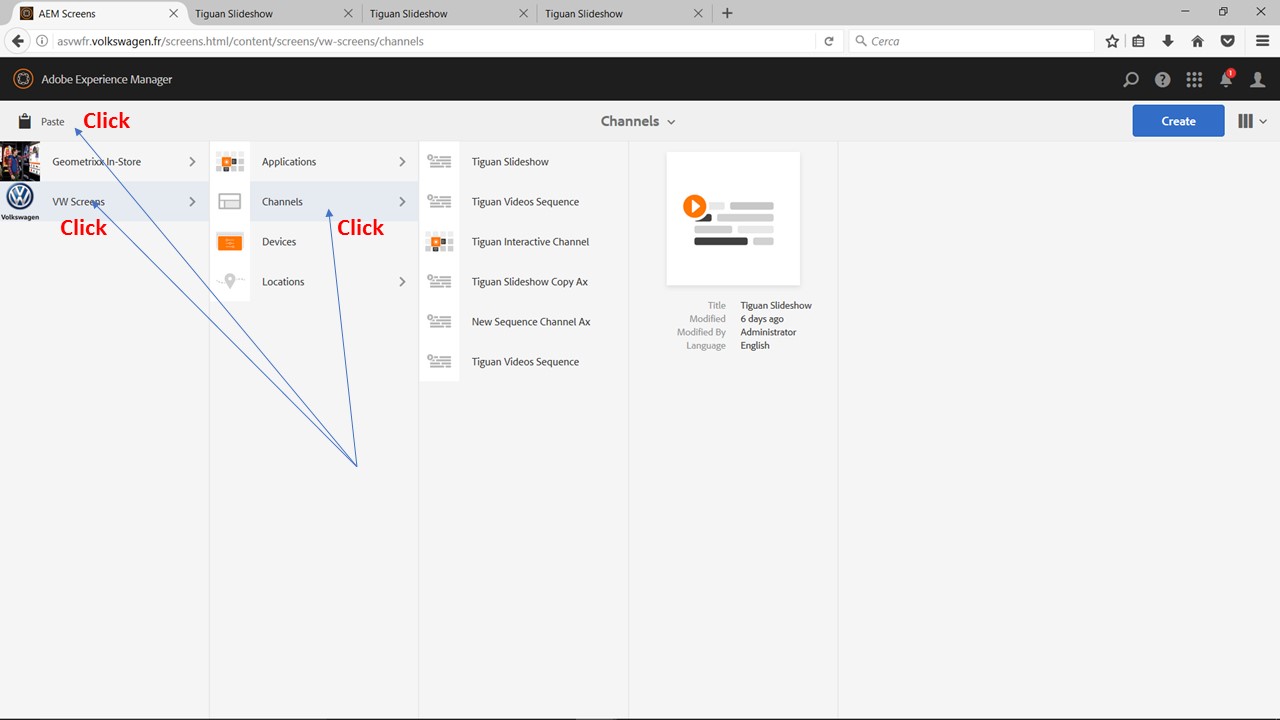 AEM Screens
Tiguan Slideshow
Tiguan Slideshow
Tiguan Slideshow
asvwfr.volkswagen.fr/screens.html/content/screens/vw-screens/channels
Cerca
Adobe Experience Manager
1
Paste
Click
Channels
Create
Geometrixx In-Store
Applications
Tiguan Slideshow
VW Screens
Volkswagen
Click
Channels
Click
Tiguan Videos Sequence
Devices
Tiguan Interactive Channel
Locations
Tiguan Slideshow Copy Ax
New Sequence Channel Ax
Tiguan Videos Sequence
Title Tiguan Slideshow
Modified 6 days ago
Modified By Administrator
Language English